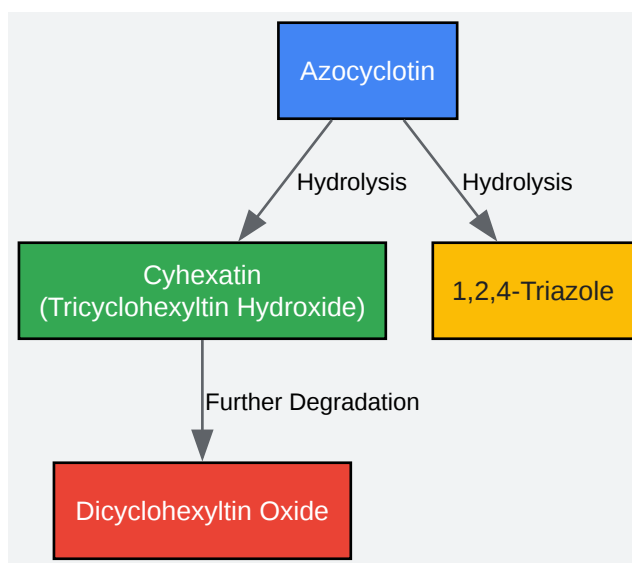 Azocyclotin
Hydrolysis
Hydrolysis
Cyhexatin
(Tricyclohexyltin Hydroxide)
1,2,4-Triazole
Further Degradation
Dicyclohexyltin Oxide